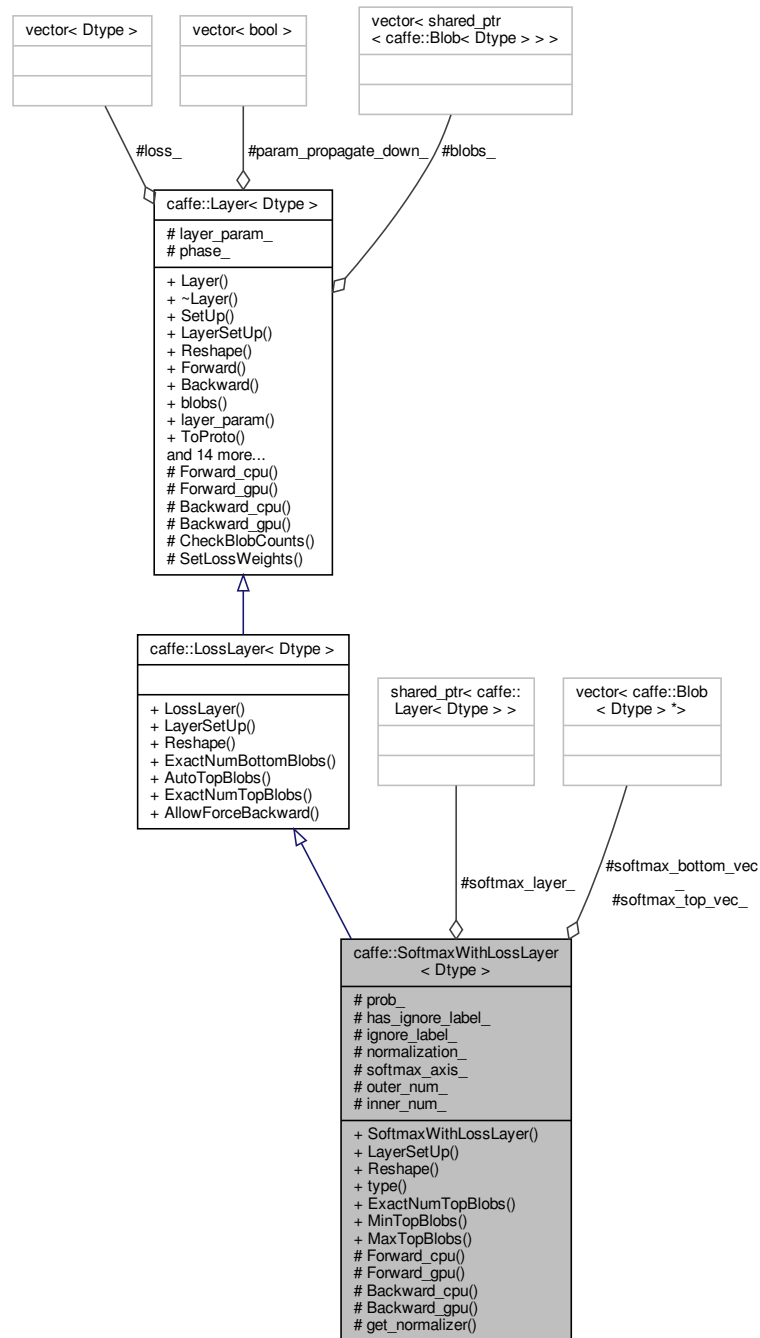 vector< Dtype >
vector< bool >
vector< shared_ptr
< caffe::Blob< Dtype > > >
#loss_
#param_propagate_down_
#blobs_
caffe::Layer< Dtype >
# layer_param_
# phase_
+ Layer()
+ ~Layer()
+ SetUp()
+ LayerSetUp()
+ Reshape()
+ Forward()
+ Backward()
+ blobs()
+ layer_param()
+ ToProto()
and 14 more...
# Forward_cpu()
# Forward_gpu()
# Backward_cpu()
# Backward_gpu()
# CheckBlobCounts()
# SetLossWeights()
caffe::LossLayer< Dtype >
+ LossLayer()
+ LayerSetUp()
+ Reshape()
+ ExactNumBottomBlobs()
+ AutoTopBlobs()
+ ExactNumTopBlobs()
+ AllowForceBackward()
shared_ptr< caffe::
Layer< Dtype > >
vector< caffe::Blob
< Dtype > *>
#softmax_layer_
#softmax_bottom_vec
_
#softmax_top_vec_
caffe::SoftmaxWithLossLayer
< Dtype >
# prob_
# has_ignore_label_
# ignore_label_
# normalization_
# softmax_axis_
# outer_num_
# inner_num_
+ SoftmaxWithLossLayer()
+ LayerSetUp()
+ Reshape()
+ type()
+ ExactNumTopBlobs()
+ MinTopBlobs()
+ MaxTopBlobs()
# Forward_cpu()
# Forward_gpu()
# Backward_cpu()
# Backward_gpu()
# get_normalizer()